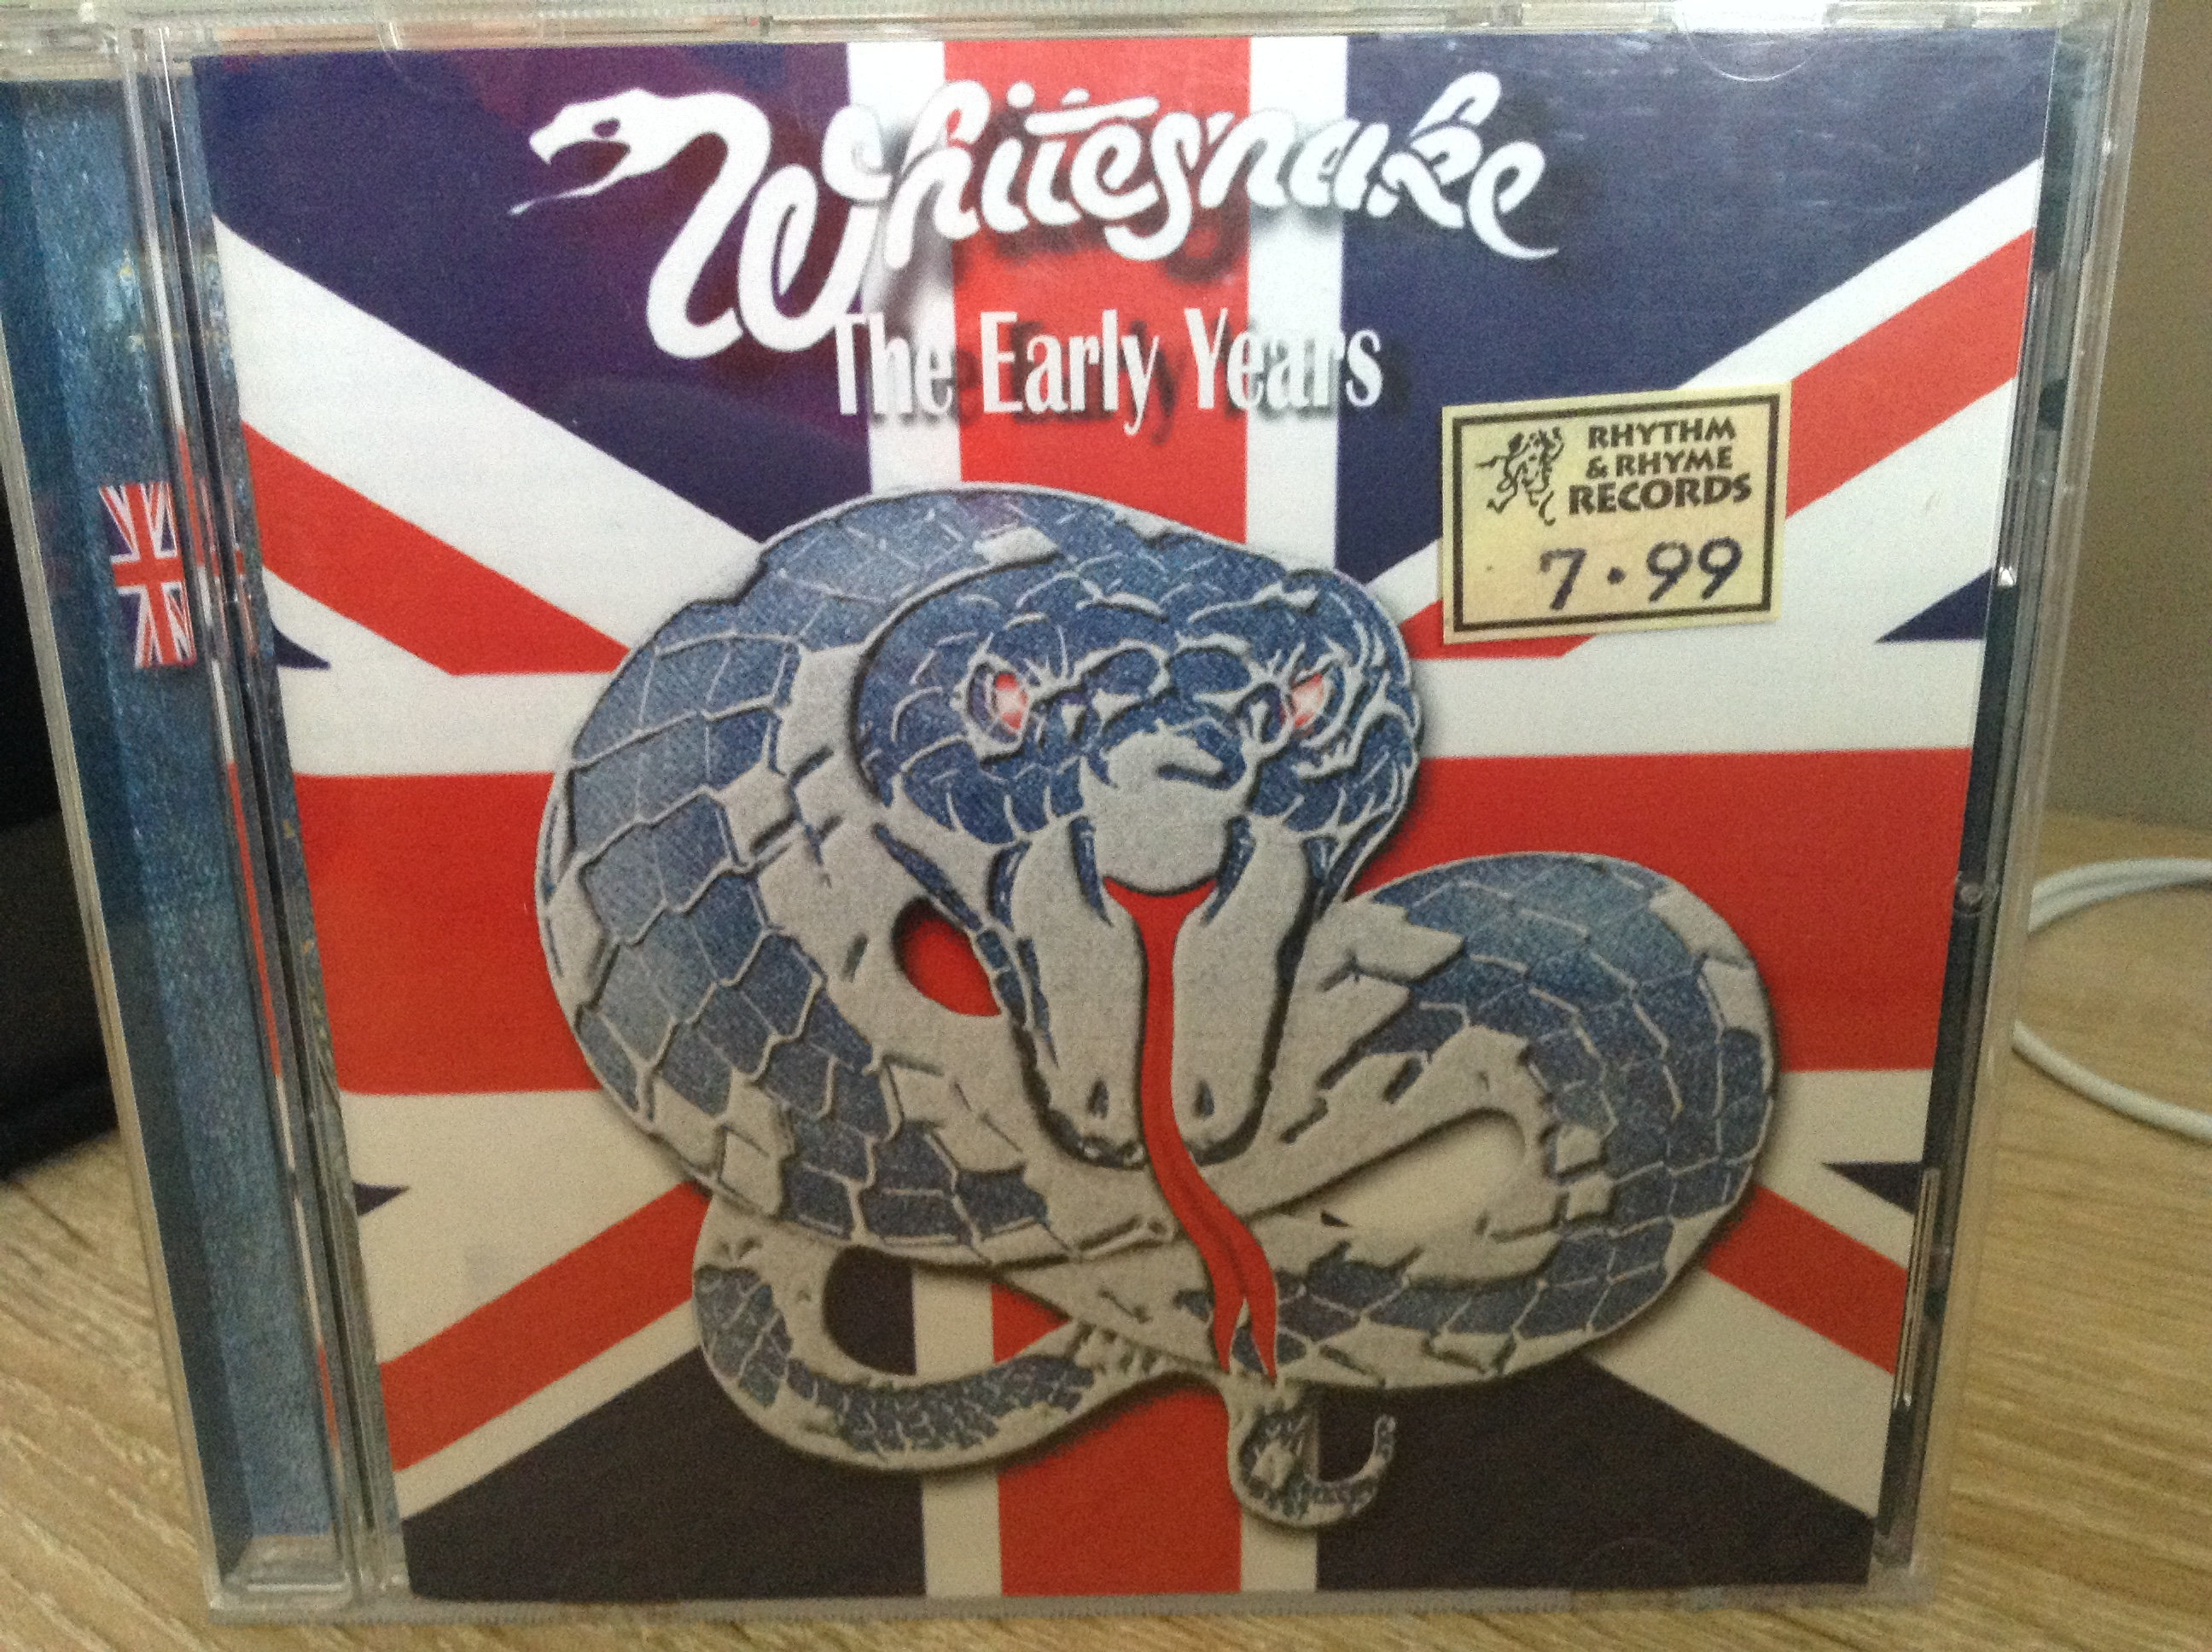 Whitesnake
The Early Years
RHYTHM
& RHYME
RECORDS
7.99